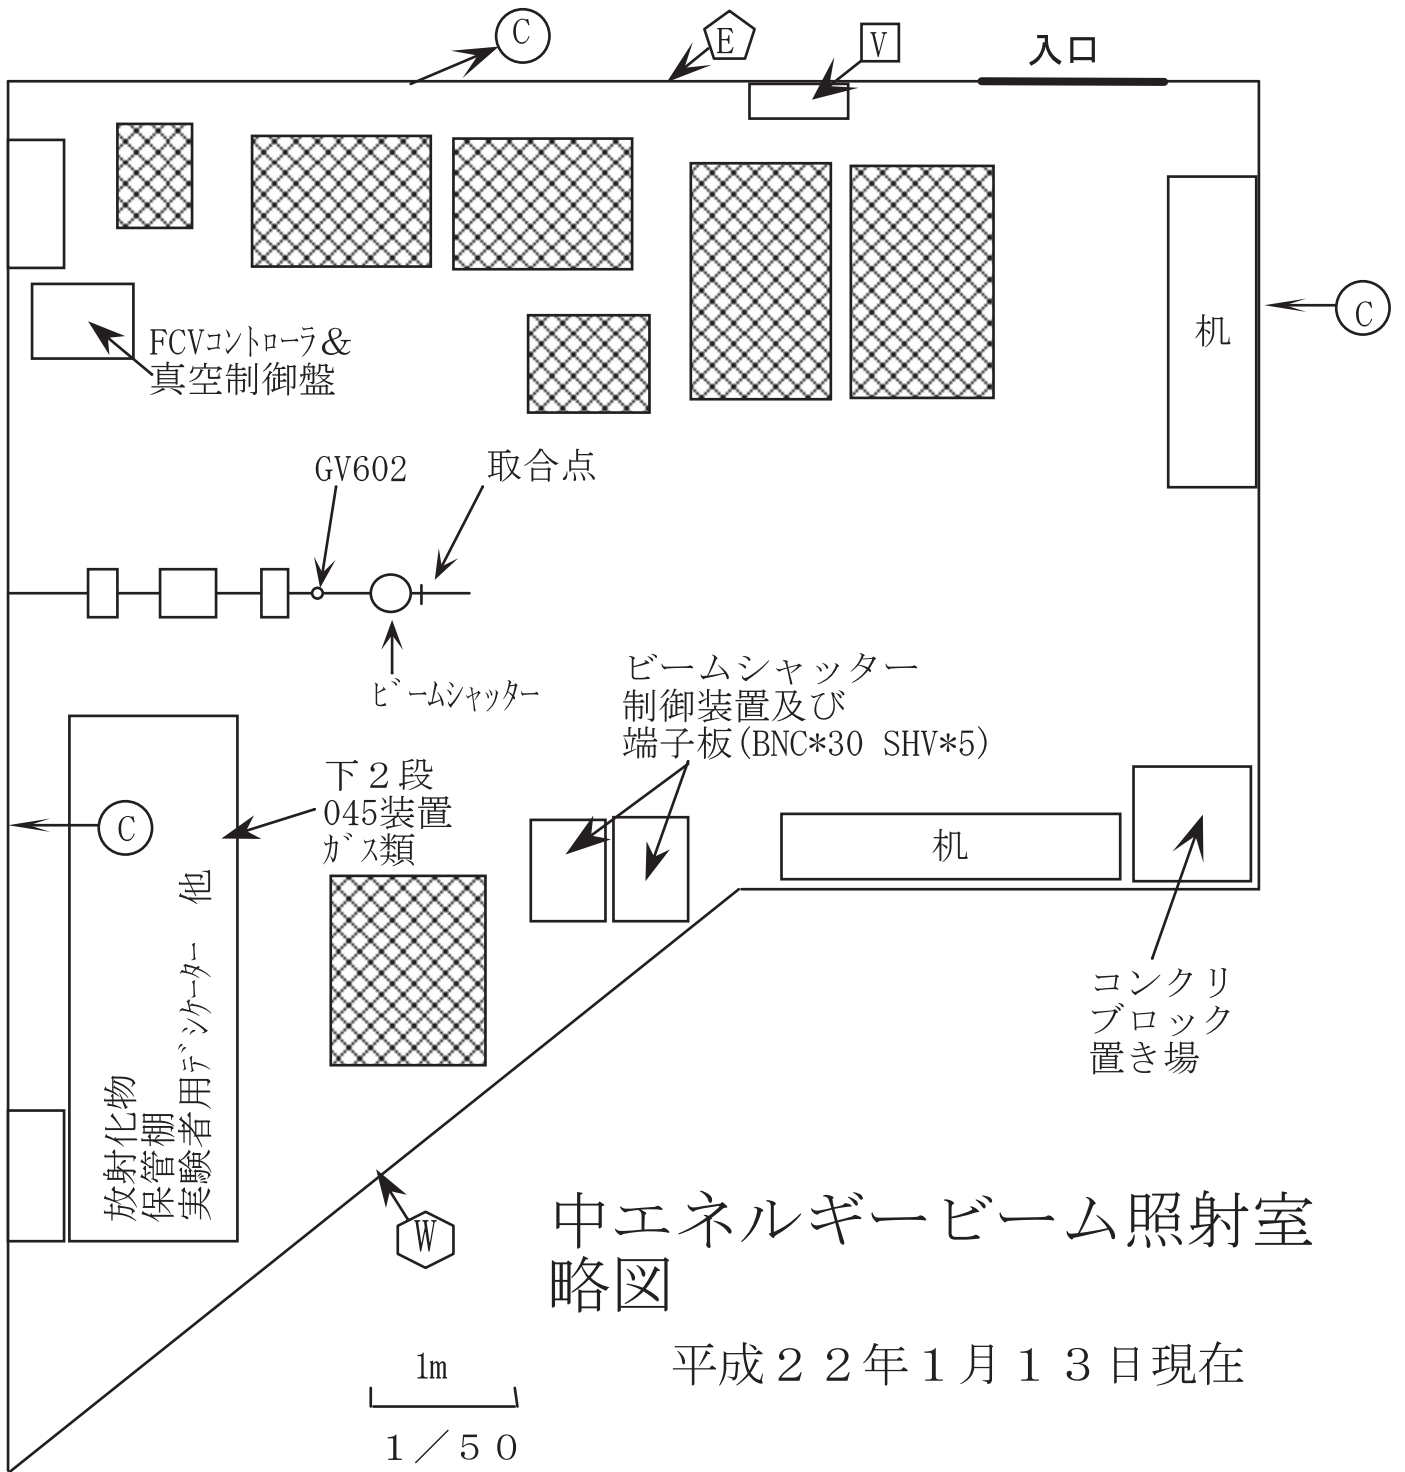 C
E
V
入口
机
C
FCVコントローラ&
真空制御盤
GV602
取合点
ビームシャッター
ビームシャッター
制御装置及び
端子板(BNC*30 SHV*5)
下２段
045装置
ガス類
C
机
放射化物
保管棚
実験者用デシケーター 他
コンクリ
ブロック
置き場
W
中エネルギービーム照射室
略図
平成２２年１月１３日現在
1m
１／５０